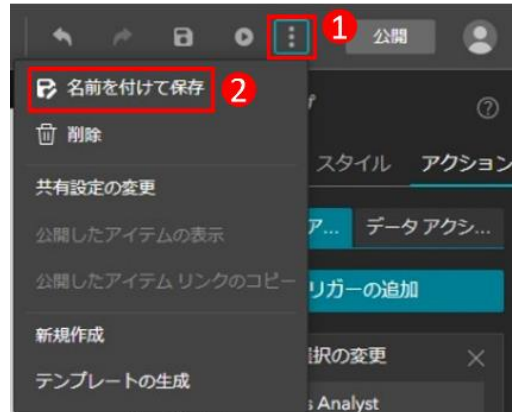 1
公開
名前を付けて保存 2
削除
スタイル アクション
共有設定の変更
公開したアイテムの表示
ア... データ アクシ...
公開したアイテム リンクのコピー
リガーの追加
新規作成
選択の変更
テンプレートの生成
s Analyst